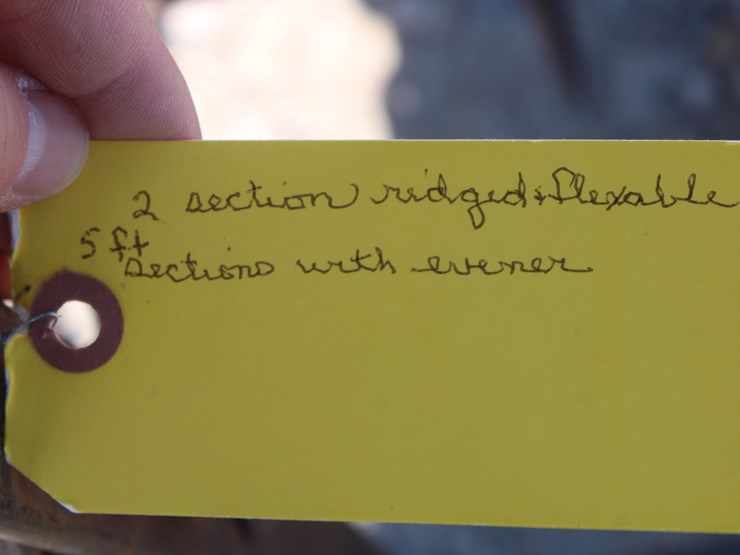 2 section ridged + flexable
5 ft sections with evener